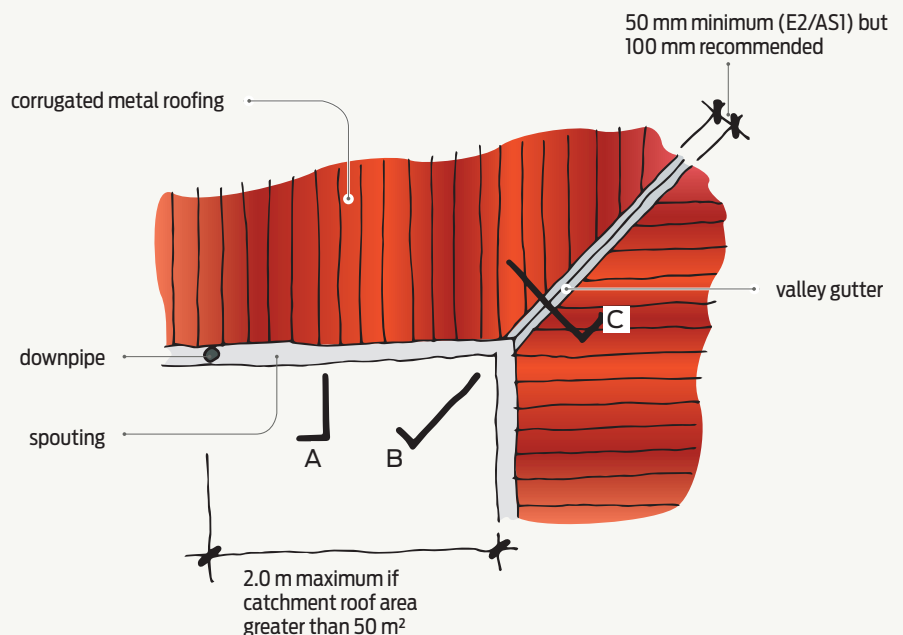 50 mm minimum (E2/AS1) but
100 mm recommended
corrugated metal roofing
valley gutter
C
downpipe
spouting
A
B
2.0 m maximum if
catchment roof area
greater than 50 m²